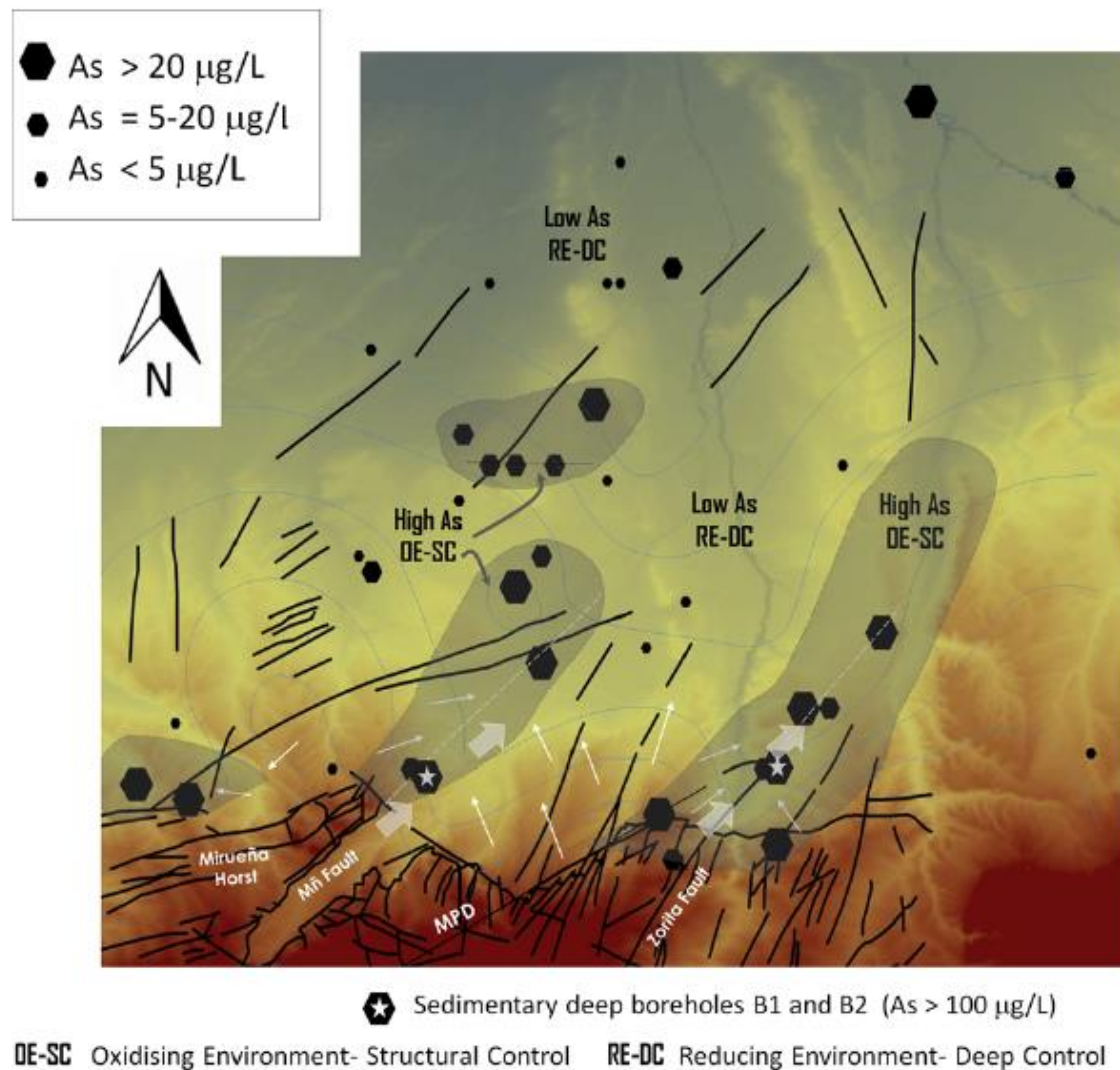 As > 20 μg/L
As = 5-20 μg/l
As < 5 μg/L
N
Low As
RE-DC
High As
OE-SC
Low As
RE-DC
High As
OE-SC
Mirueña
Horst
Mñ Fault
MPD
Zorita Fault
Sedimentary deep boreholes B1 and B2 (As > 100 μg/L)
OE-SC Oxidising Environment- Structural Control RE-DC Reducing Environment- Deep Control